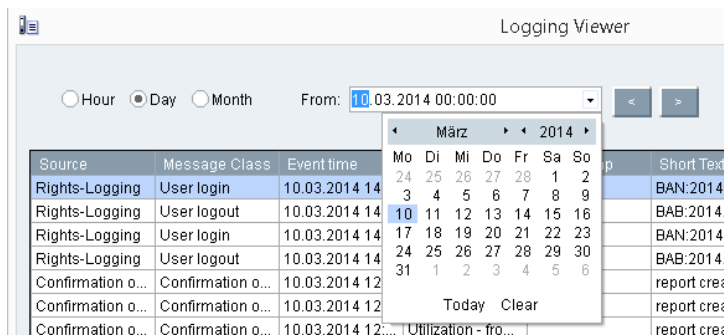 Logging Viewer
Hour Day Month From: 10.03.2014 00:00:00 < >
März 2014
Mo Di Mi Do Fr Sa So
24 25 26 27 28 1 2
3 4 5 6 7 8 9
10 11 12 13 14 15 16
17 18 19 20 21 22 23
24 25 26 27 28 29 30
31 1 2 3 4 5 6
Today Clear
Source Message Class Event time Short Text
Rights-Logging User login 10.03.2014 14 BAN:2014
Rights-Logging User logout 10.03.2014 14 BAB:2014.
Rights-Logging User login 10.03.2014 14 BAN:2014
Rights-Logging User logout 10.03.2014 14 BAB:2014.
Confirmation o... Confirmation o... 10.03.2014 12 report crea
Confirmation o... Confirmation o... 10.03.2014 12 report crea
Confirmation o... Confirmation o... 10.03.2014 12:... Utilization - fro... report crea